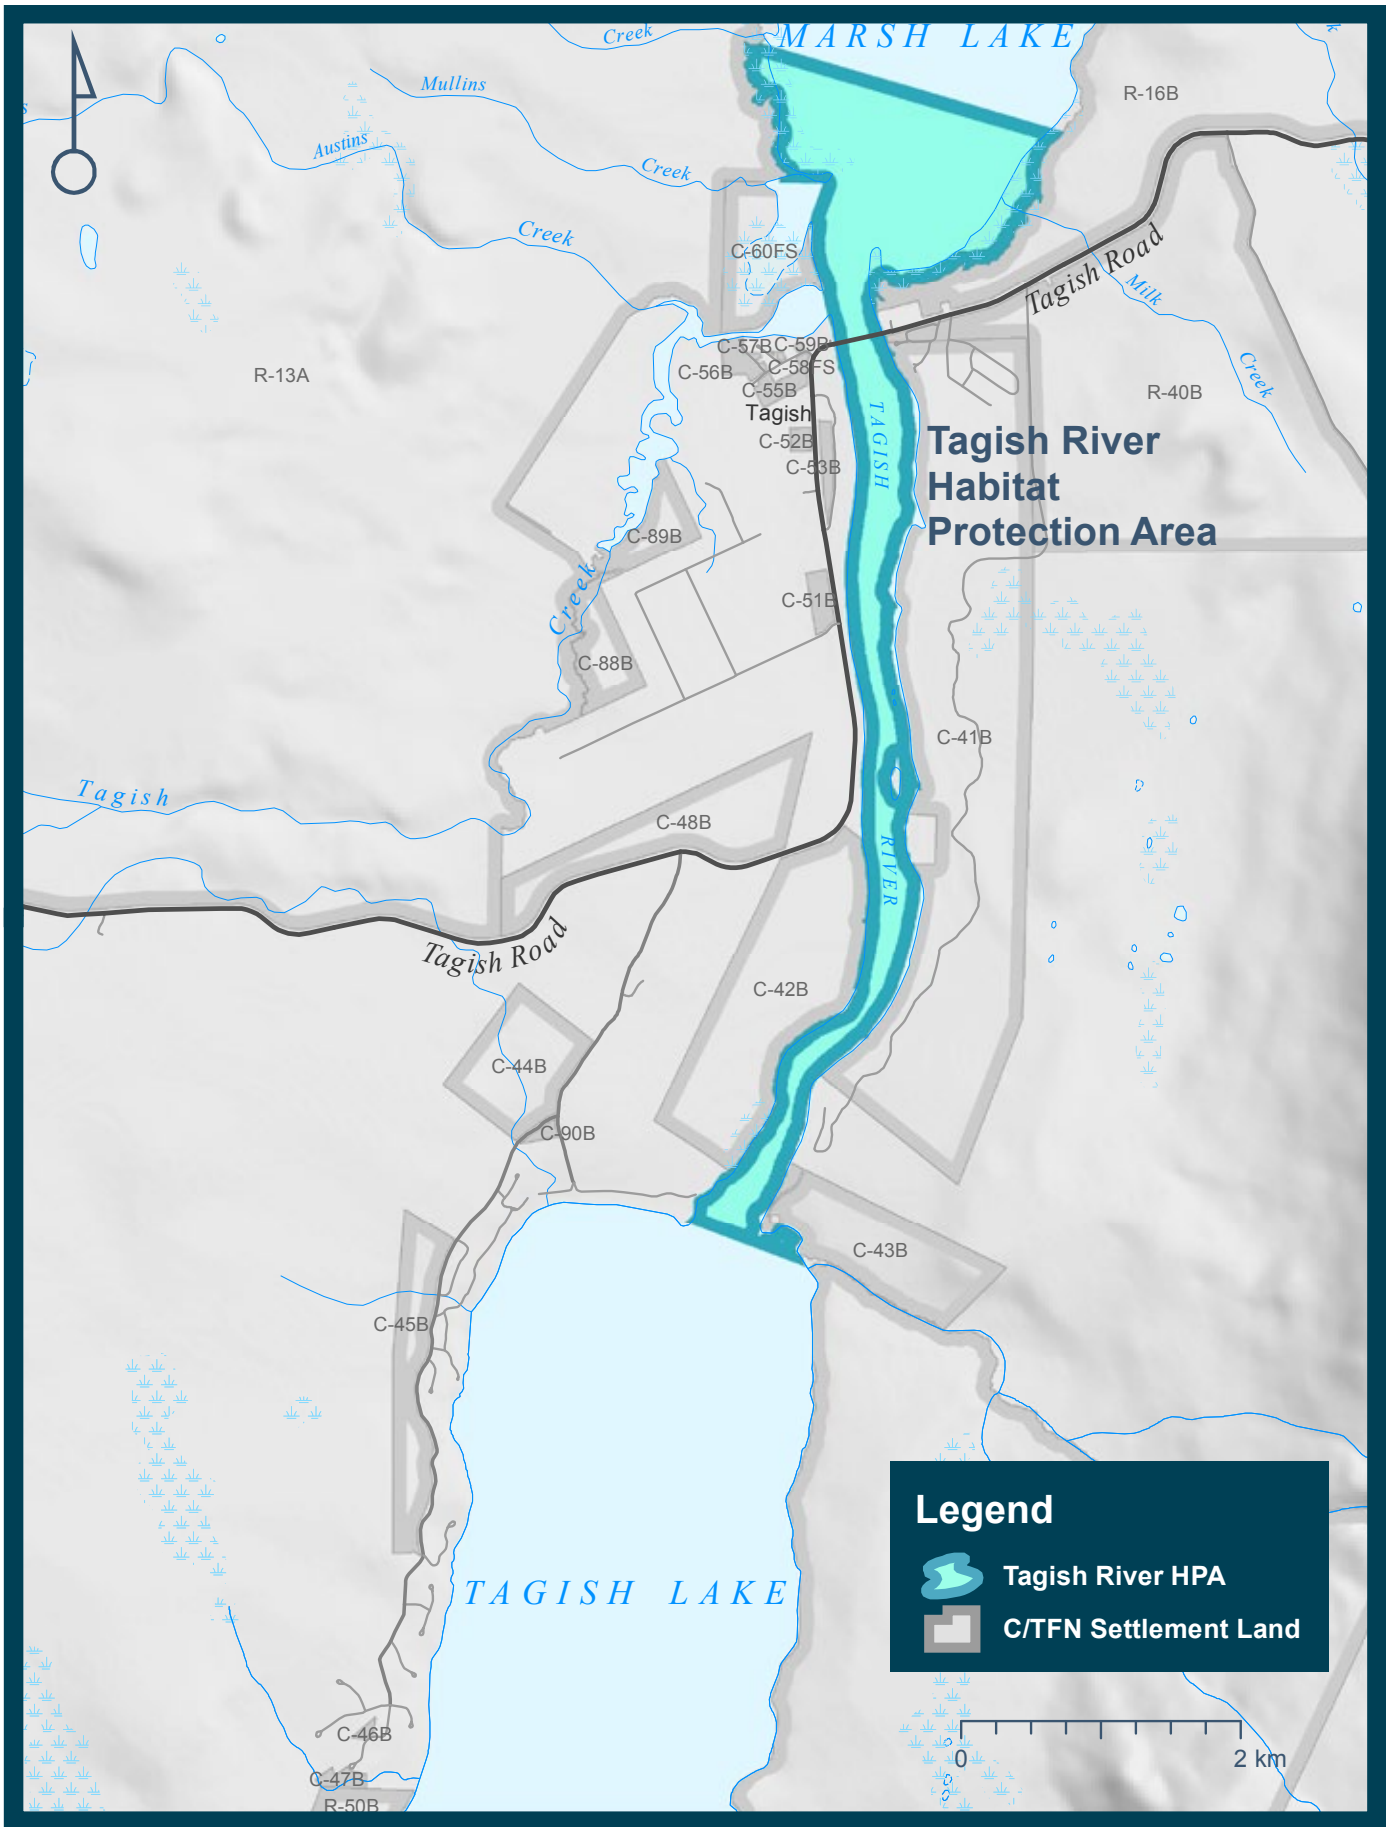 MARSH LAKE
Creek
k
Mullins
R-16B
s
Austins
Creek
Creek
C-60FS
Tagish Road
Milk
C-57B
C-59B
C-56B
C-58FS
R-13A
Creek
C-55B
R-40B
Tagish
TAGISH
C-52B
Tagish River
Habitat
Protection Area
C-53B
C-89B
Creek
C-51B
C-88B
C-41B
Tagish
C-48B
RIVER
Tagish Road
C-42B
C-44B
C-90B
C-43B
C-45B
Legend
Tagish River HPA
C/TFN Settlement Land
TAGISH LAKE
C-46B
0
2 km
C-47B
R-50B